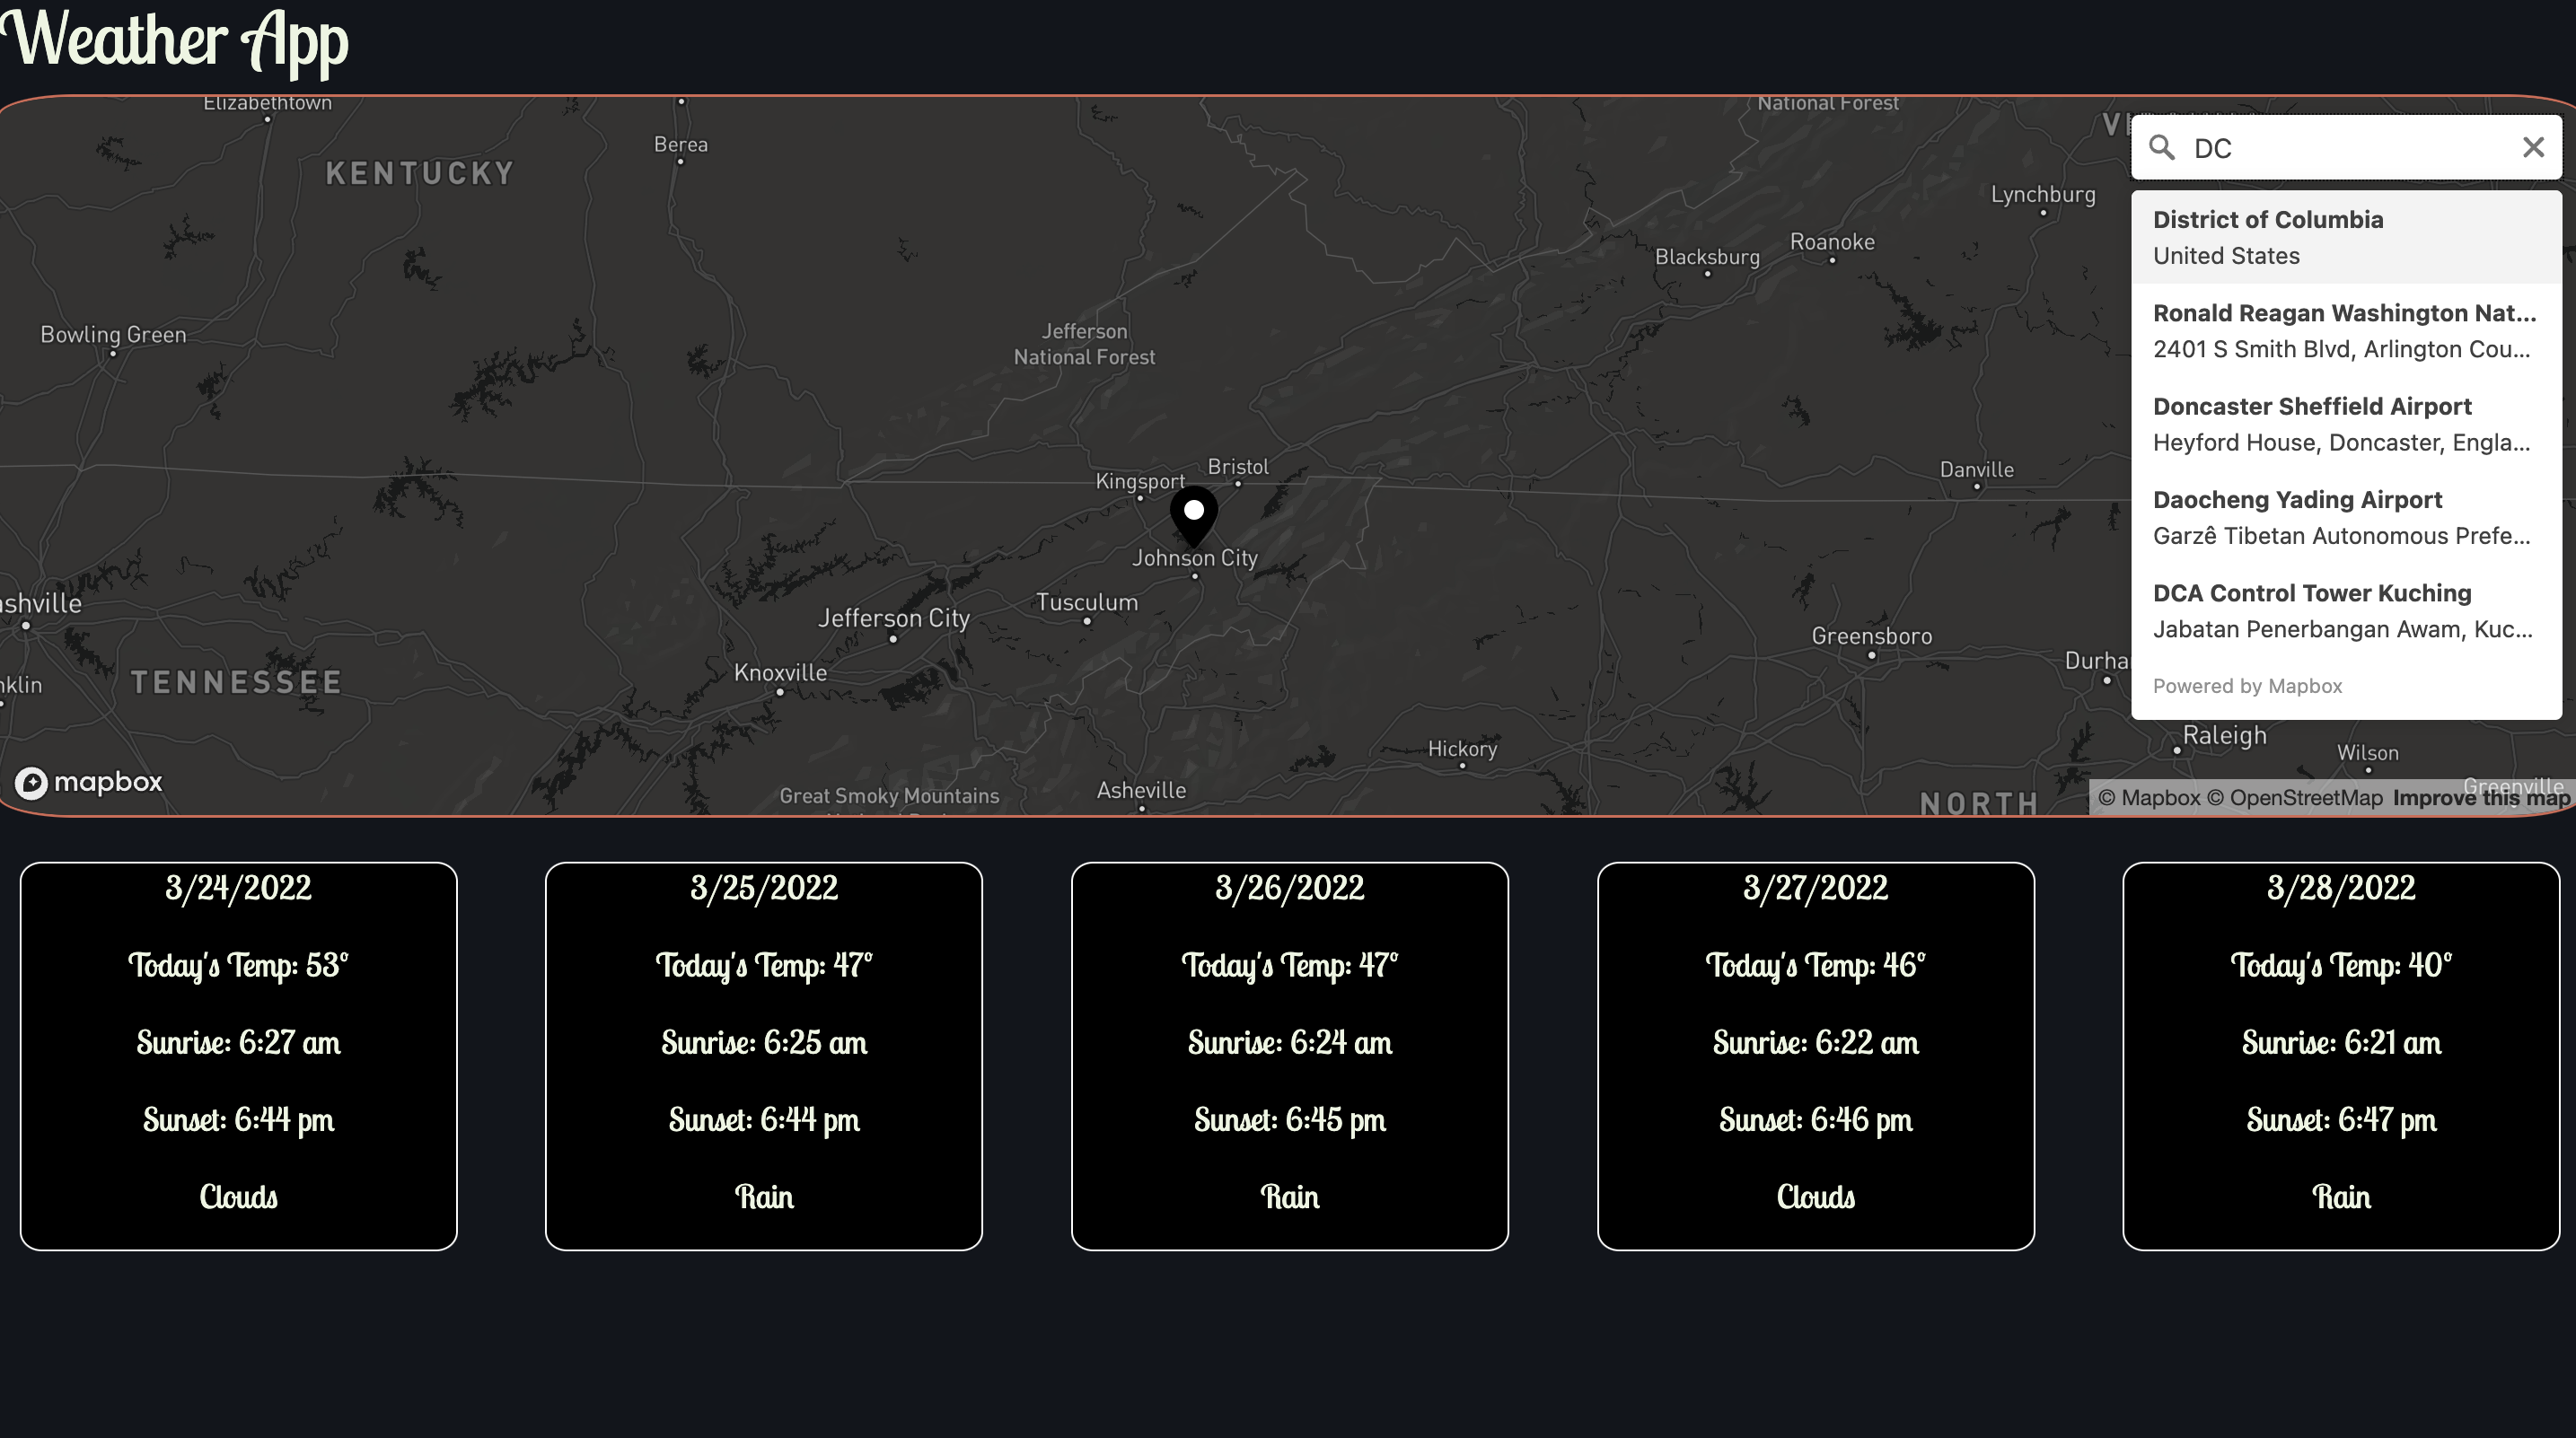 Weather App
Elizabethtown
National Forest
Berea
KENTUCKY
DC
Lynchburg
District of Columbia
United States
Roanoke
Blacksburg
Ronald Reagan Washington Nat...
2401 S Smith Blvd, Arlington Cou...
Bowling Green
Jefferson
National Forest
Doncaster Sheffield Airport
Heyford House, Doncaster, Engla...
Bristol
Kingsport
Danville
Daocheng Yading Airport
Garzê Tibetan Autonomous Prefe...
Johnson City
DCA Control Tower Kuching
Jabatan Penerbangan Awam, Kuc...
ashville
Tusculum
Jefferson City
Greensboro
Durha
Knoxville
TENNESSEE
nklin
Powered by Mapbox
Raleigh
Hickory
Wilson
mapbox
Great Smoky Mountains
Asheville
Greenville
NORTH
© Mapbox © OpenStreetMap Improve this map
3/24/2022
Today's Temp: 53°
Sunrise: 6:27 am
Sunset: 6:44 pm
Clouds
3/25/2022
Today's Temp: 47°
Sunrise: 6:25 am
Sunset: 6:44 pm
Rain
3/26/2022
Today's Temp: 47°
Sunrise: 6:24 am
Sunset: 6:45 pm
Rain
3/27/2022
Today's Temp: 46°
Sunrise: 6:22 am
Sunset: 6:46 pm
Clouds
3/28/2022
Today's Temp: 40°
Sunrise: 6:21 am
Sunset: 6:47 pm
Rain